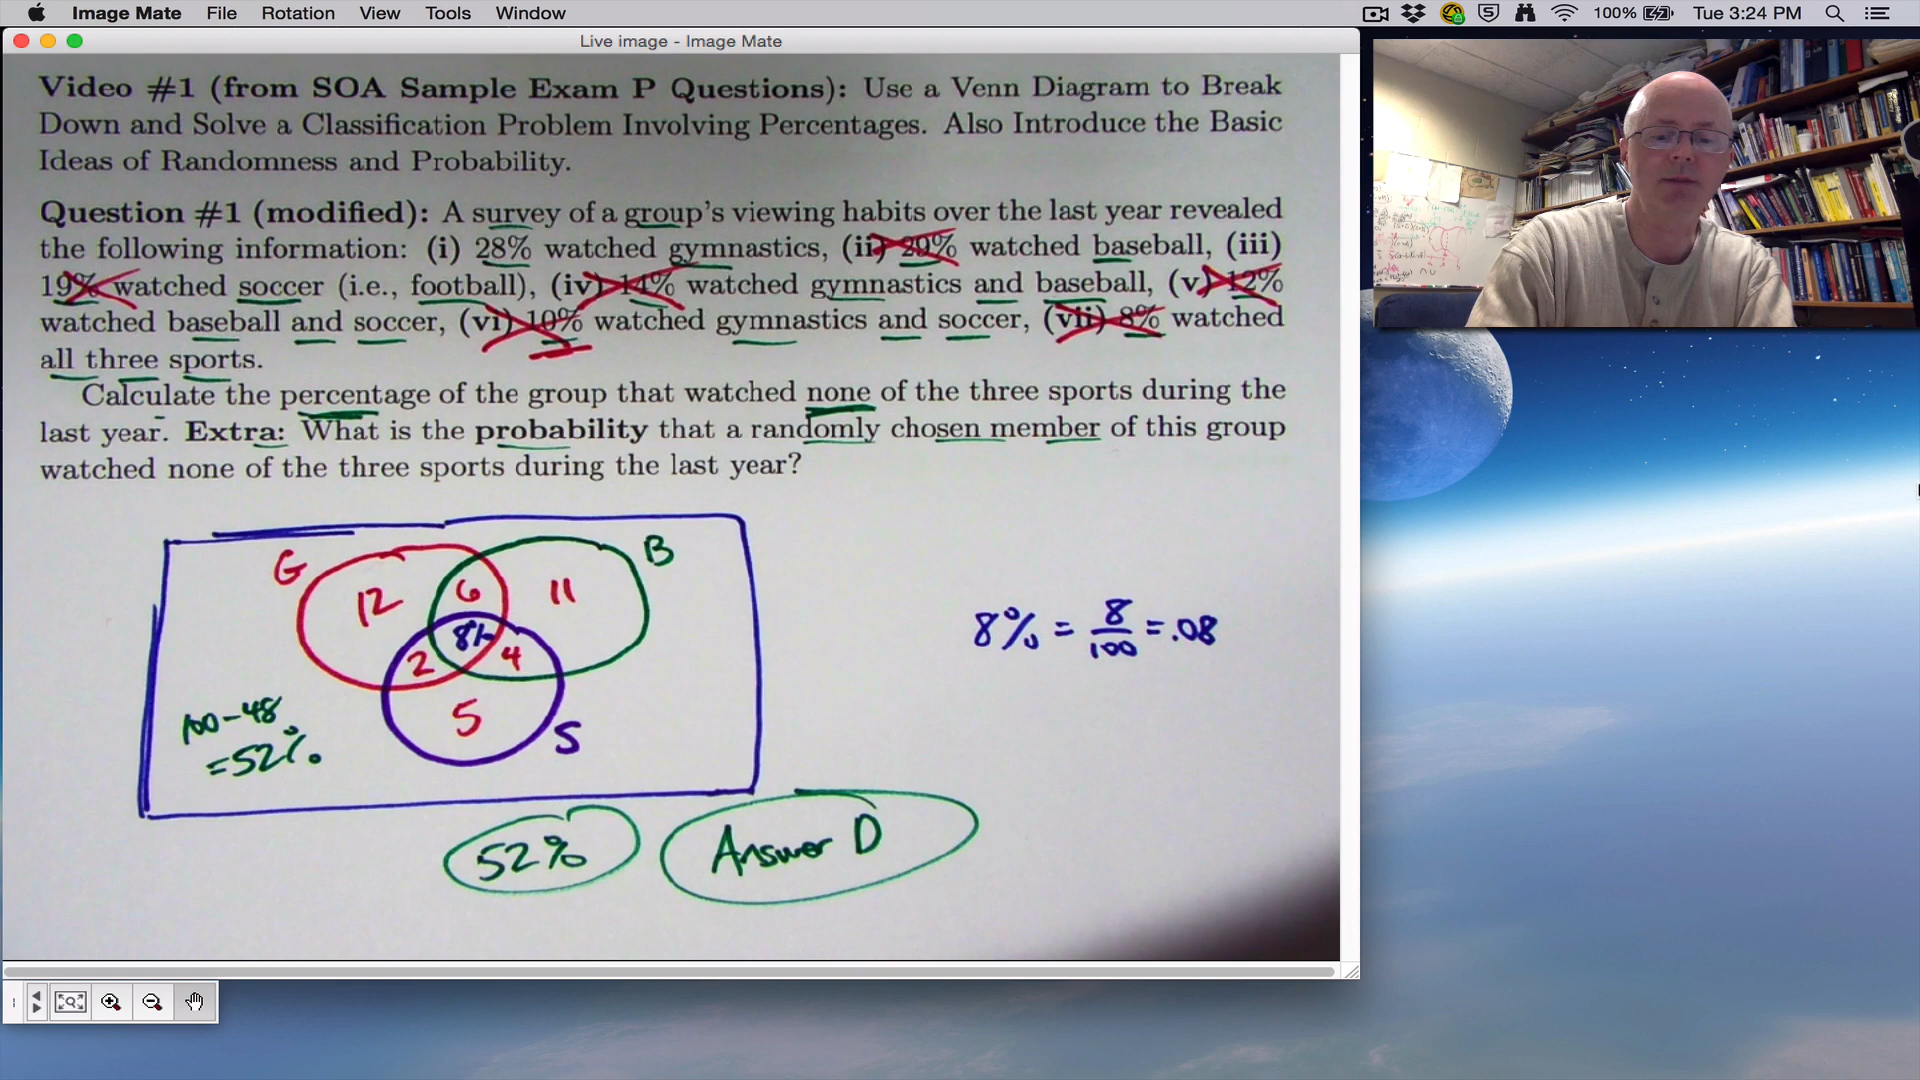 Image Mate File Rotation View Tools Window 100% Tue 3:24 PM
Live image - Image Mate
Video #1 (from SOA Sample Exam P Questions): Use a Venn Diagram to Break
Down and Solve a Classification Problem Involving Percentages. Also Introduce the Basic
Ideas of Randomness and Probability.
Question #1 (modified): A survey of a group's viewing habits over the last year revealed
the following information: (i) 28% watched gymnastics, (ii) 29% watched baseball, (iii)
19% watched soccer (i.e., football), (iv) 14% watched gymnastics and baseball, (v) 12%
watched baseball and soccer, (vi) 10% watched gymnastics and soccer, (vii) 8% watched
all three sports.
Calculate the percentage of the group that watched none of the three sports during the
last year. Extra: What is the probability that a randomly chosen member of this group
watched none of the three sports during the last year?
G B
12 6 11
8%
2 4
5
S
100-48
=52%
8% = 8/100 = .08
52% Answer D